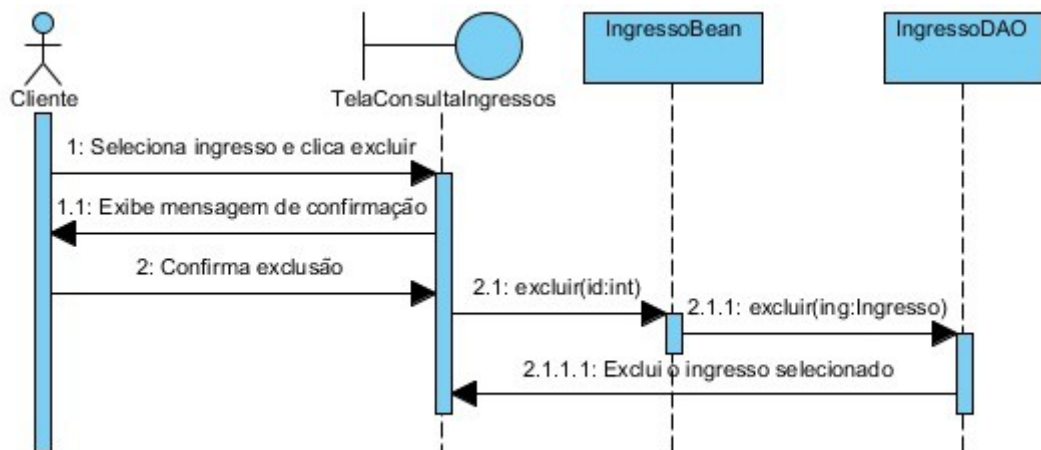 IngressoBean
IngressoDAO
Cliente
TelaConsultaIngressos
1: Seleciona ingresso e clica excluir
1.1: Exibe mensagem de confirmação
2: Confirma exclusão
2.1: excluir(id:int)
2.1.1: excluir(ing:Ingresso)
2.1.1.1: Exclui o ingresso selecionado